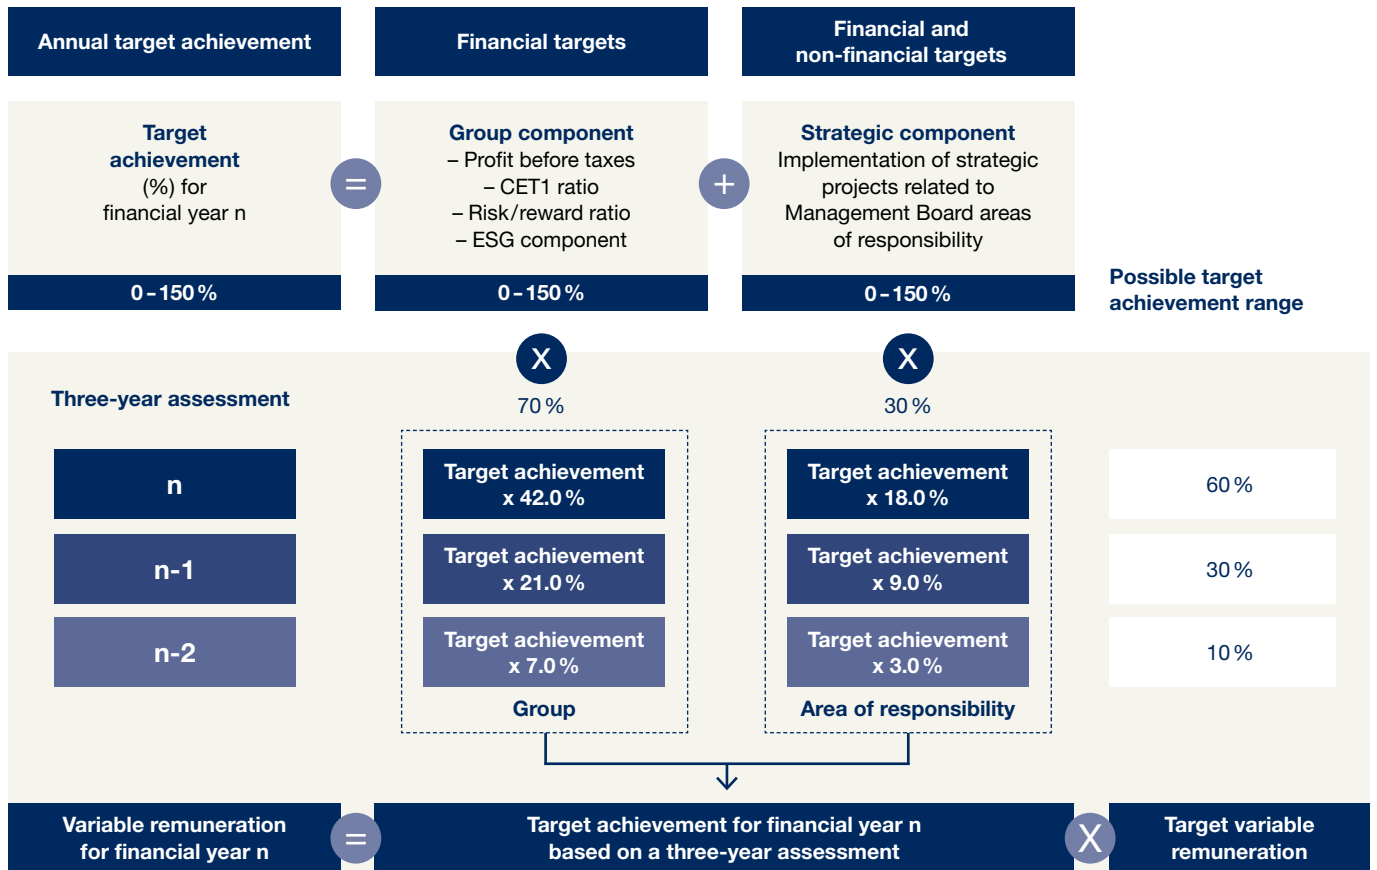 Annual target achievement
Financial targets
Financial and
non-financial targets
Target
achievement
(%) for
financial year n
=
Group component
– Profit before taxes
– CET1 ratio
– Risk/reward ratio
– ESG component
+
Strategic component
Implementation of strategic
projects related to
Management Board areas
of responsibility
0 – 150 %
0 – 150 %
0 – 150 %
Possible target
achievement range
X
X
Three-year assessment
70 %
30 %
n
Target achievement
x 42.0 %
Target achievement
x 18.0 %
60 %
n-1
Target achievement
x 21.0 %
Target achievement
x 9.0 %
30 %
n-2
Target achievement
x 7.0 %
Target achievement
x 3.0 %
10 %
Group
Area of responsibility
Variable remuneration
for financial year n
=
Target achievement for financial year n
based on a three-year assessment
X
Target variable
remuneration